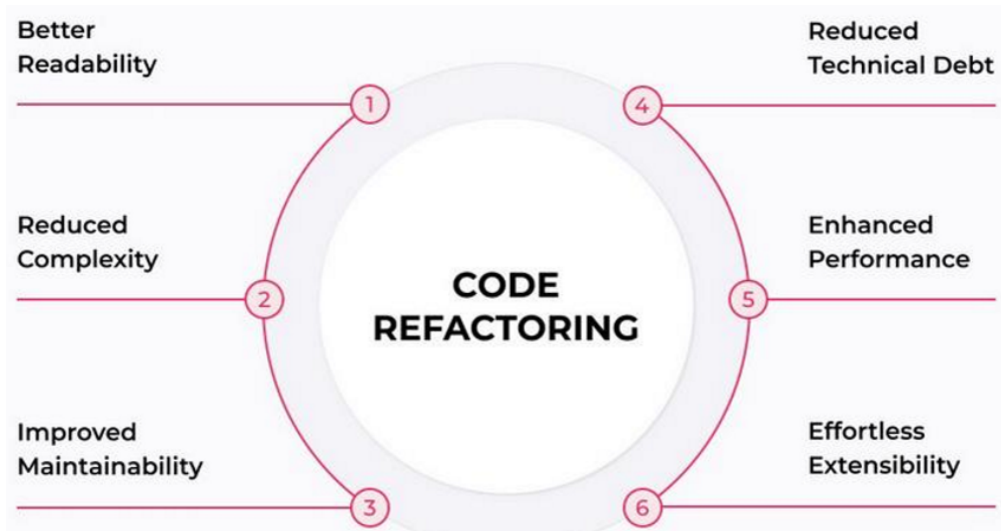 Better
Readability
1
Reduced
Complexity
2
Improved
Maintainability
3
CODE
REFACTORING
Reduced
Technical Debt
4
Enhanced
Performance
5
Effortless
Extensibility
6